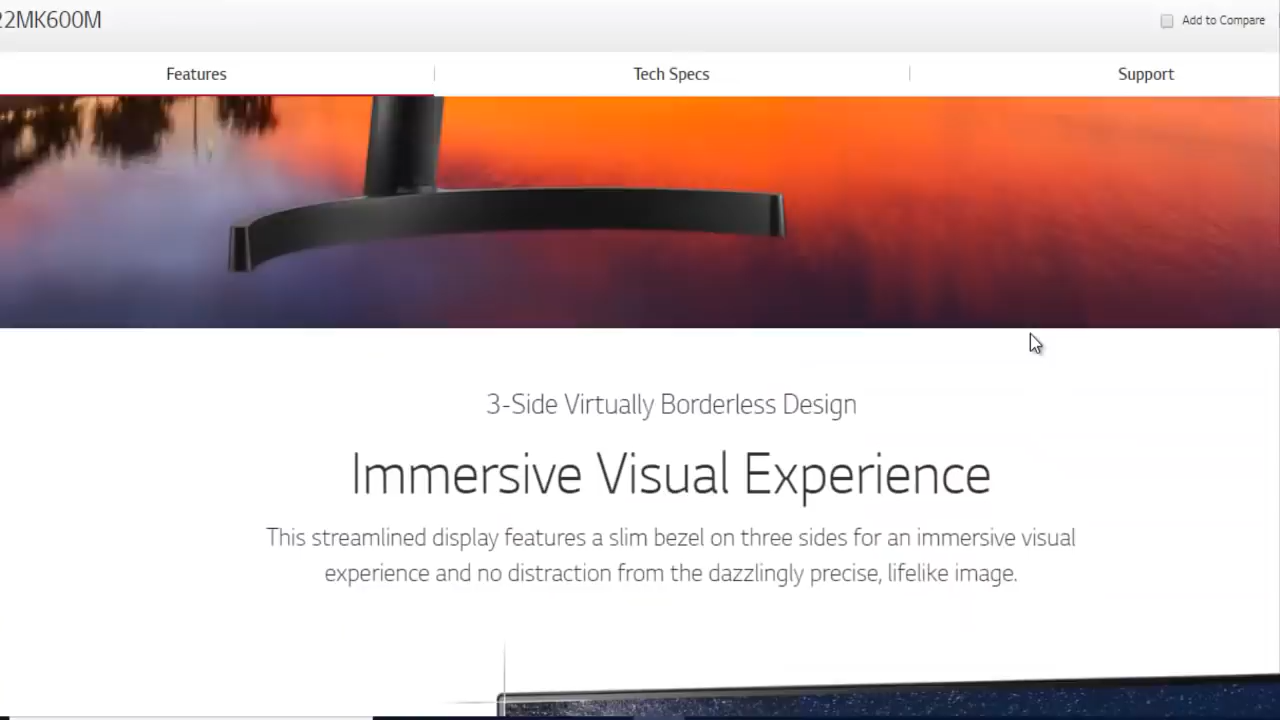 22MK600M
Add to Compare
Features
Tech Specs
Support
3-Side Virtually Borderless Design
Immersive Visual Experience
This streamlined display features a slim bezel on three sides for an immersive visual
experience and no distraction from the dazzlingly precise, lifelike image.